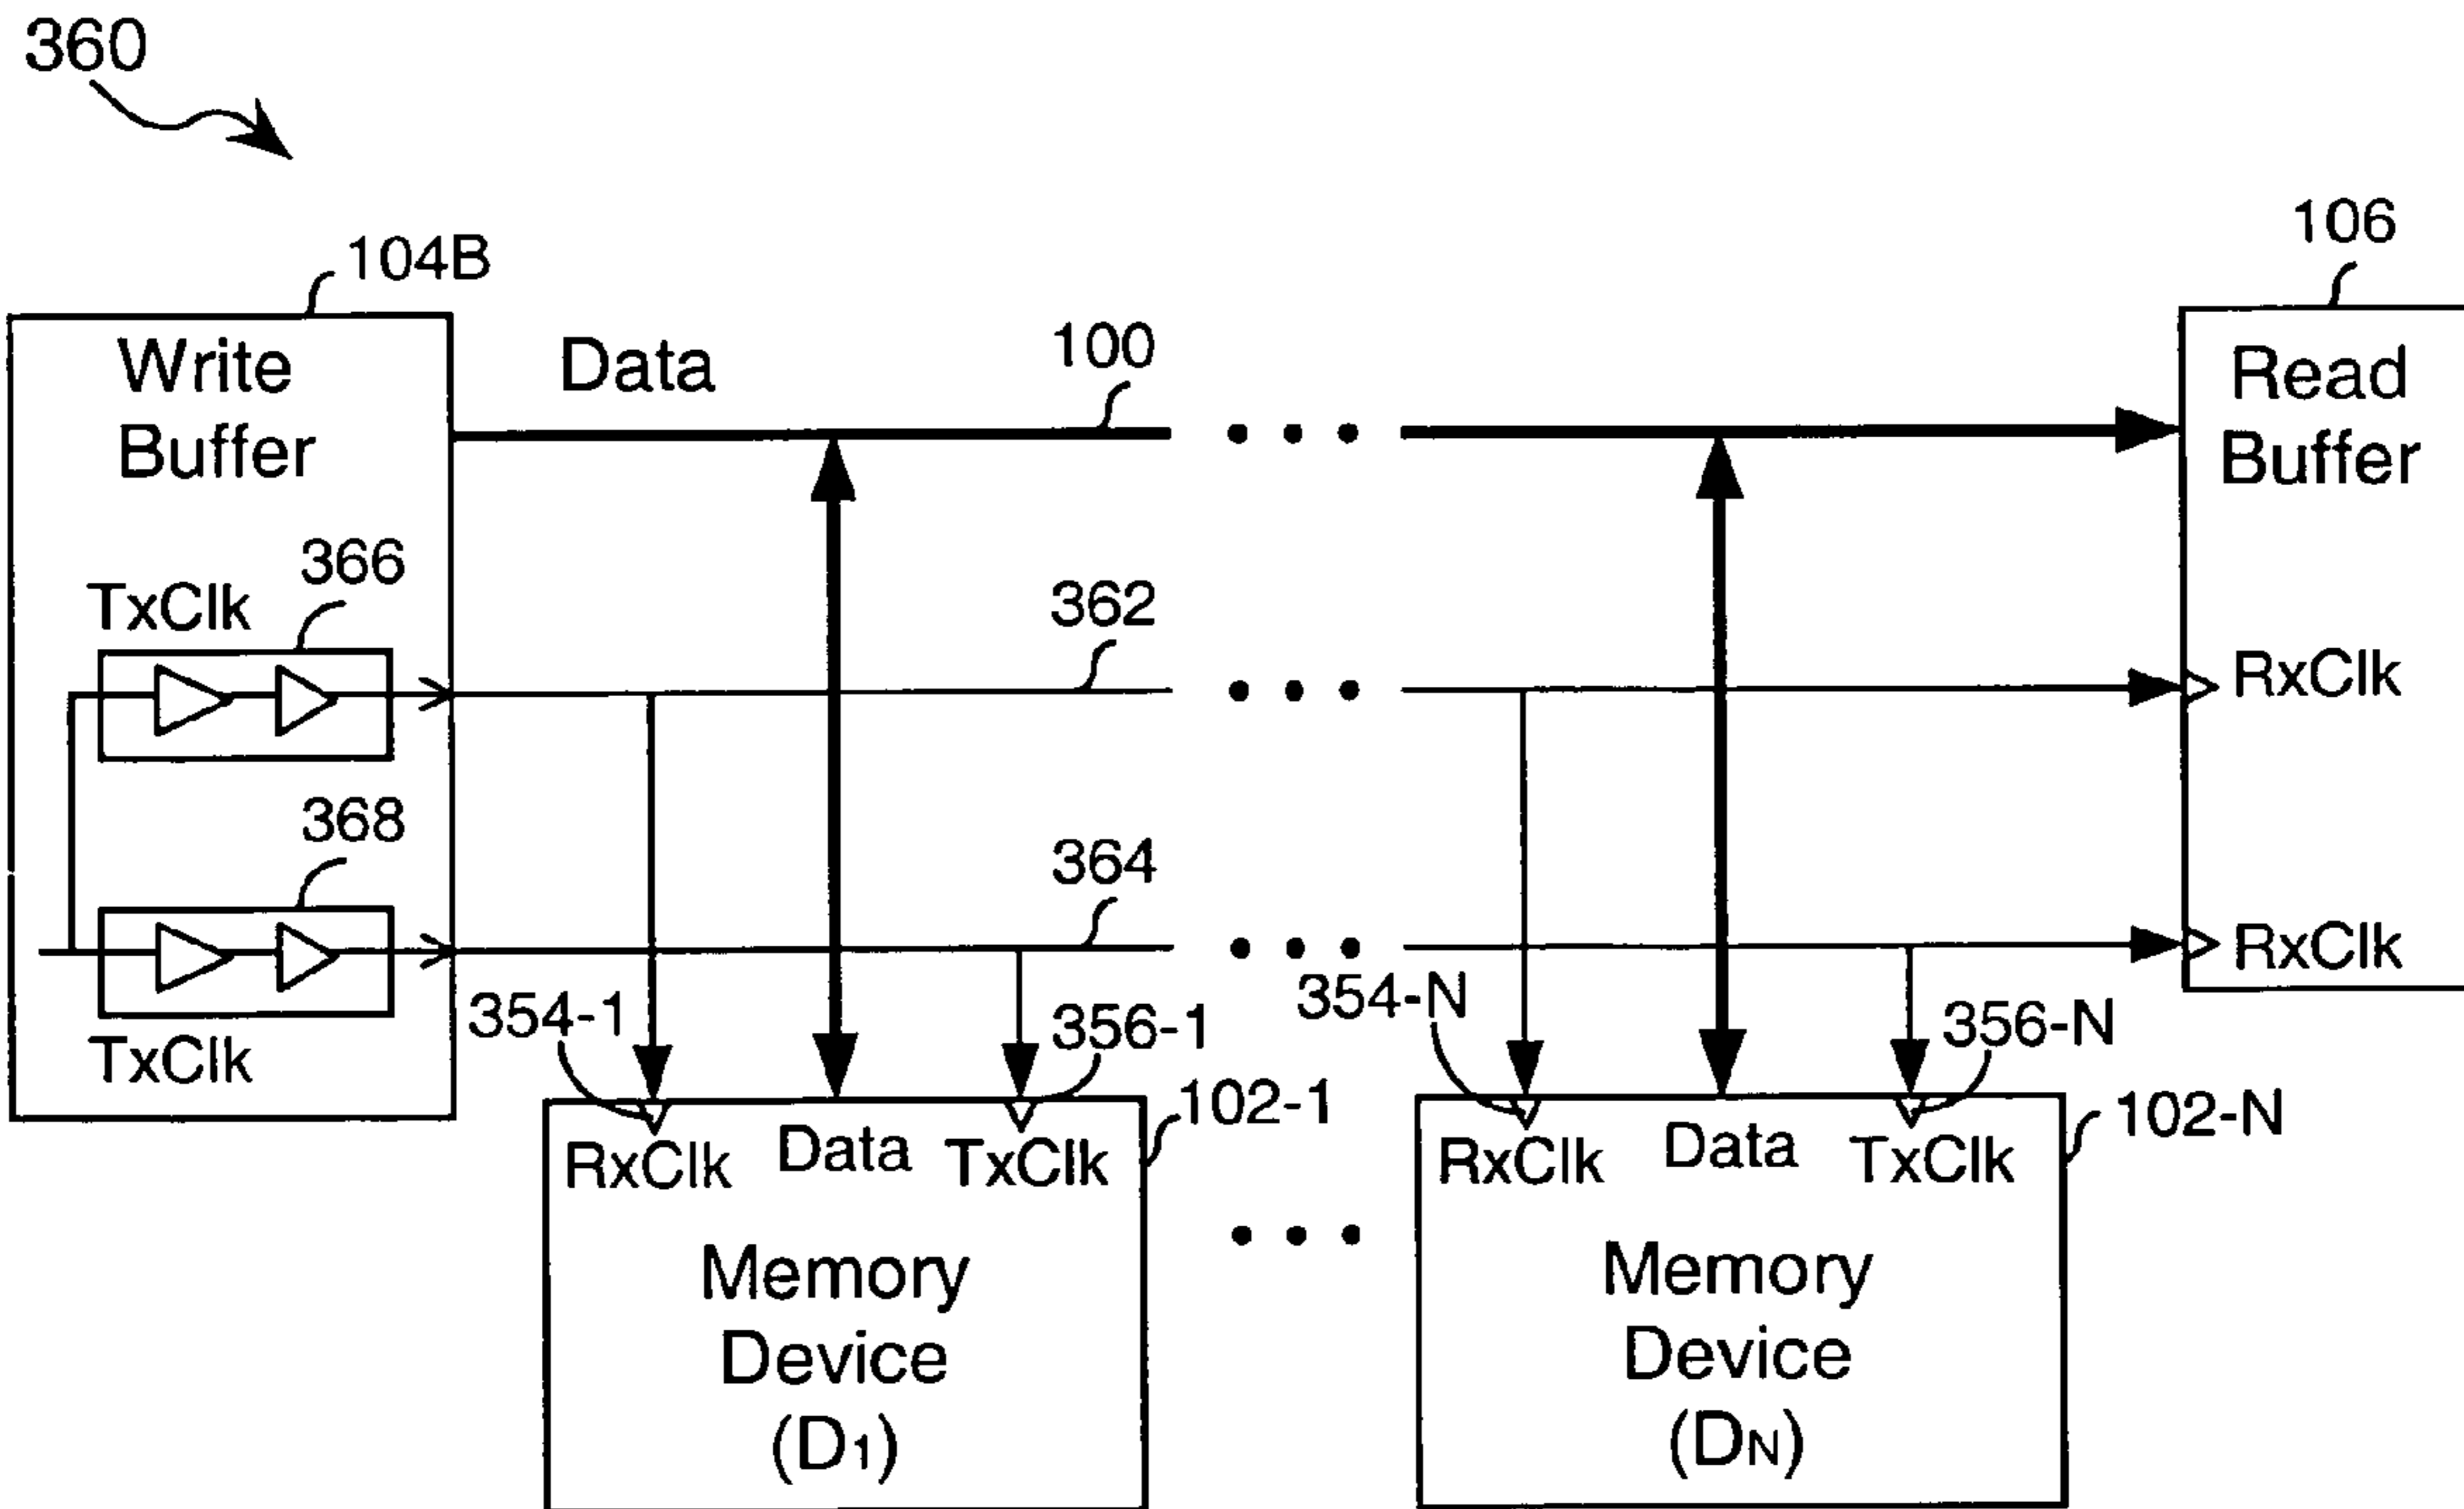 360
104B
106
Write
Buffer
Data
100
Read
Buffer
366
TxClk
362
RxClk
368
364
RxClk
TxClk
354-1
356-1
354-N
356-N
102-1
102-N
RxClk
Data
TxClk
RxClk
Data
TxClk
Memory
Device
(D1)
Memory
Device
(DN)